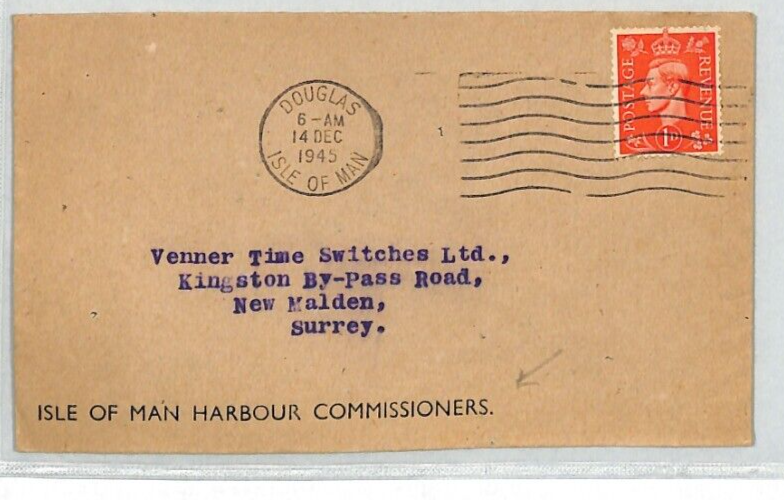 DOUGLAS
6-AM
14 DEC
1945
ISLE OF MAN
POSTAGE
REVENUE
1D
Venner Time Switches Ltd.,
Kingston By-Pass Road,
New Malden,
Surrey.
ISLE OF MAN HARBOUR COMMISSIONERS.